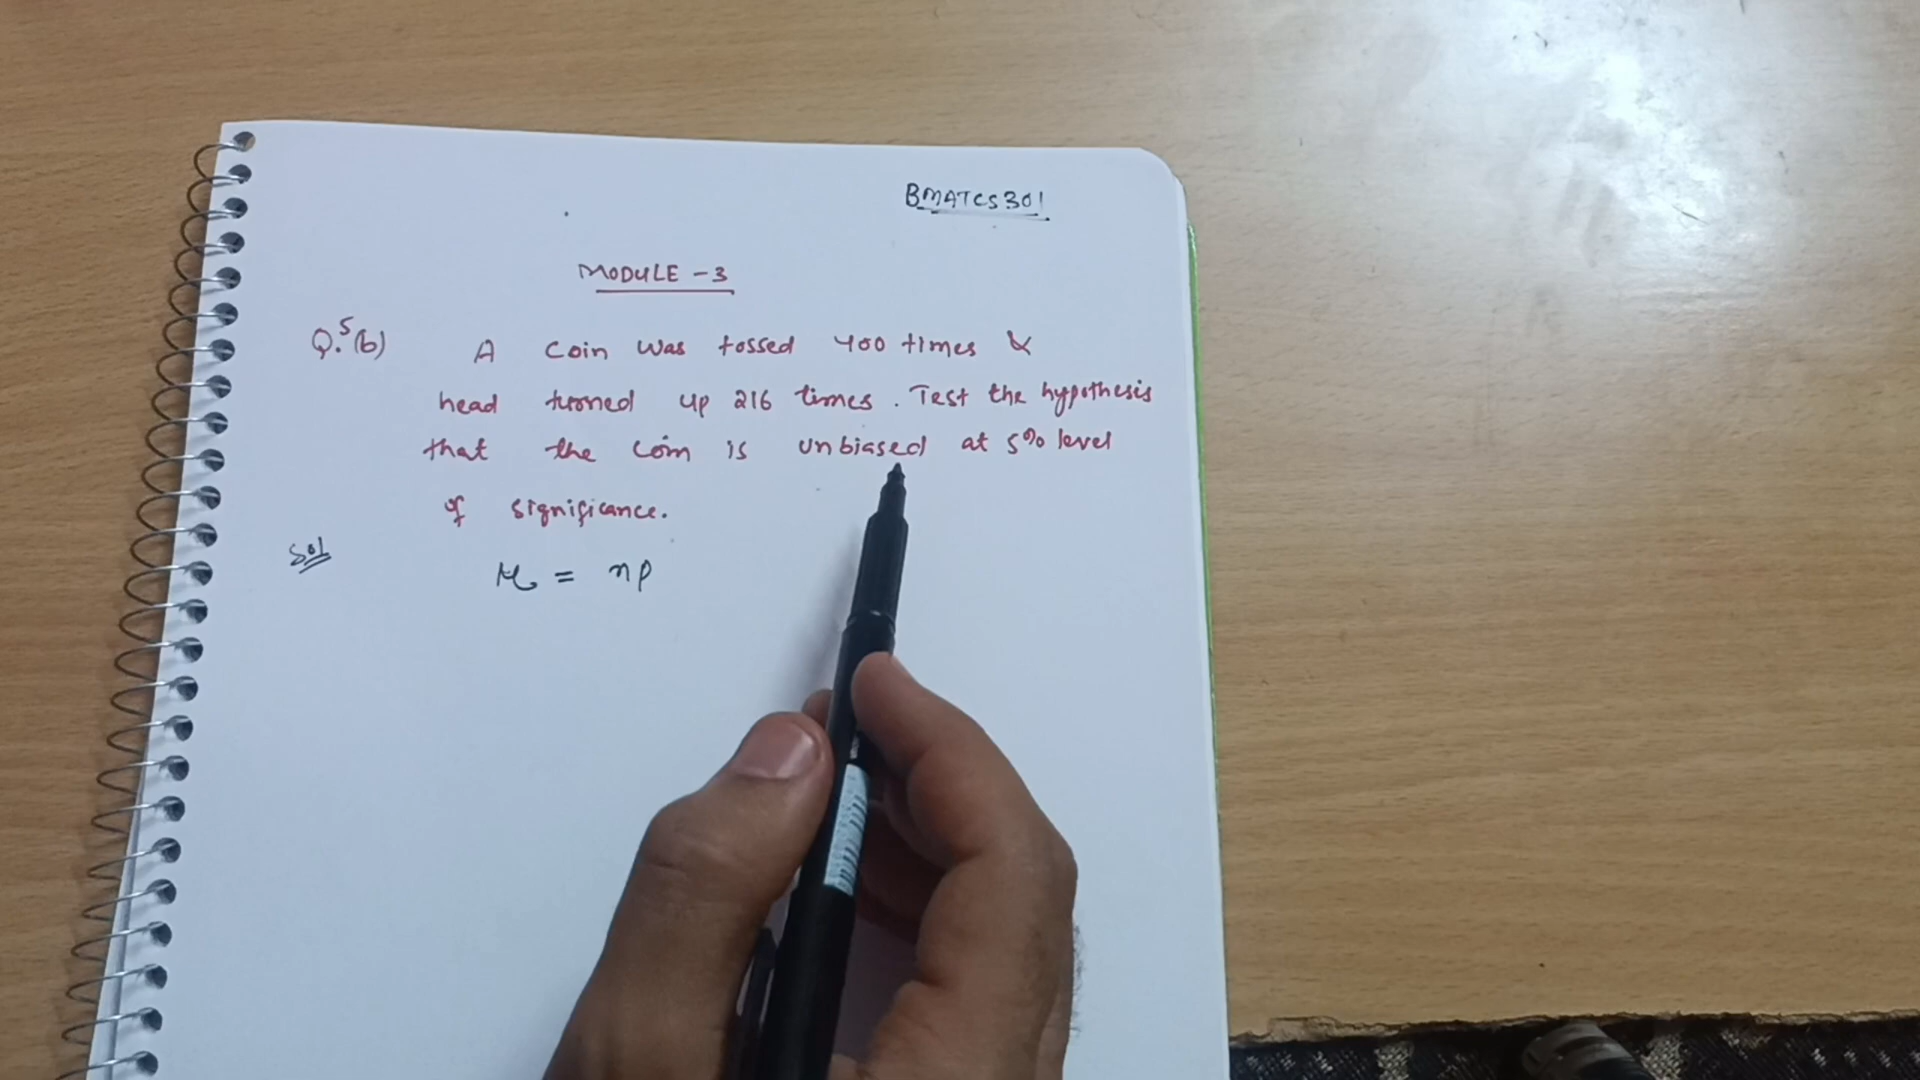 BMATCS301
MODULE - 3
Q.5(b) A coin was tossed 400 times &
head turned up 216 times. Test the hypothesis
that the coin is unbiased at 5% level
of significance.
Sol
μ = np